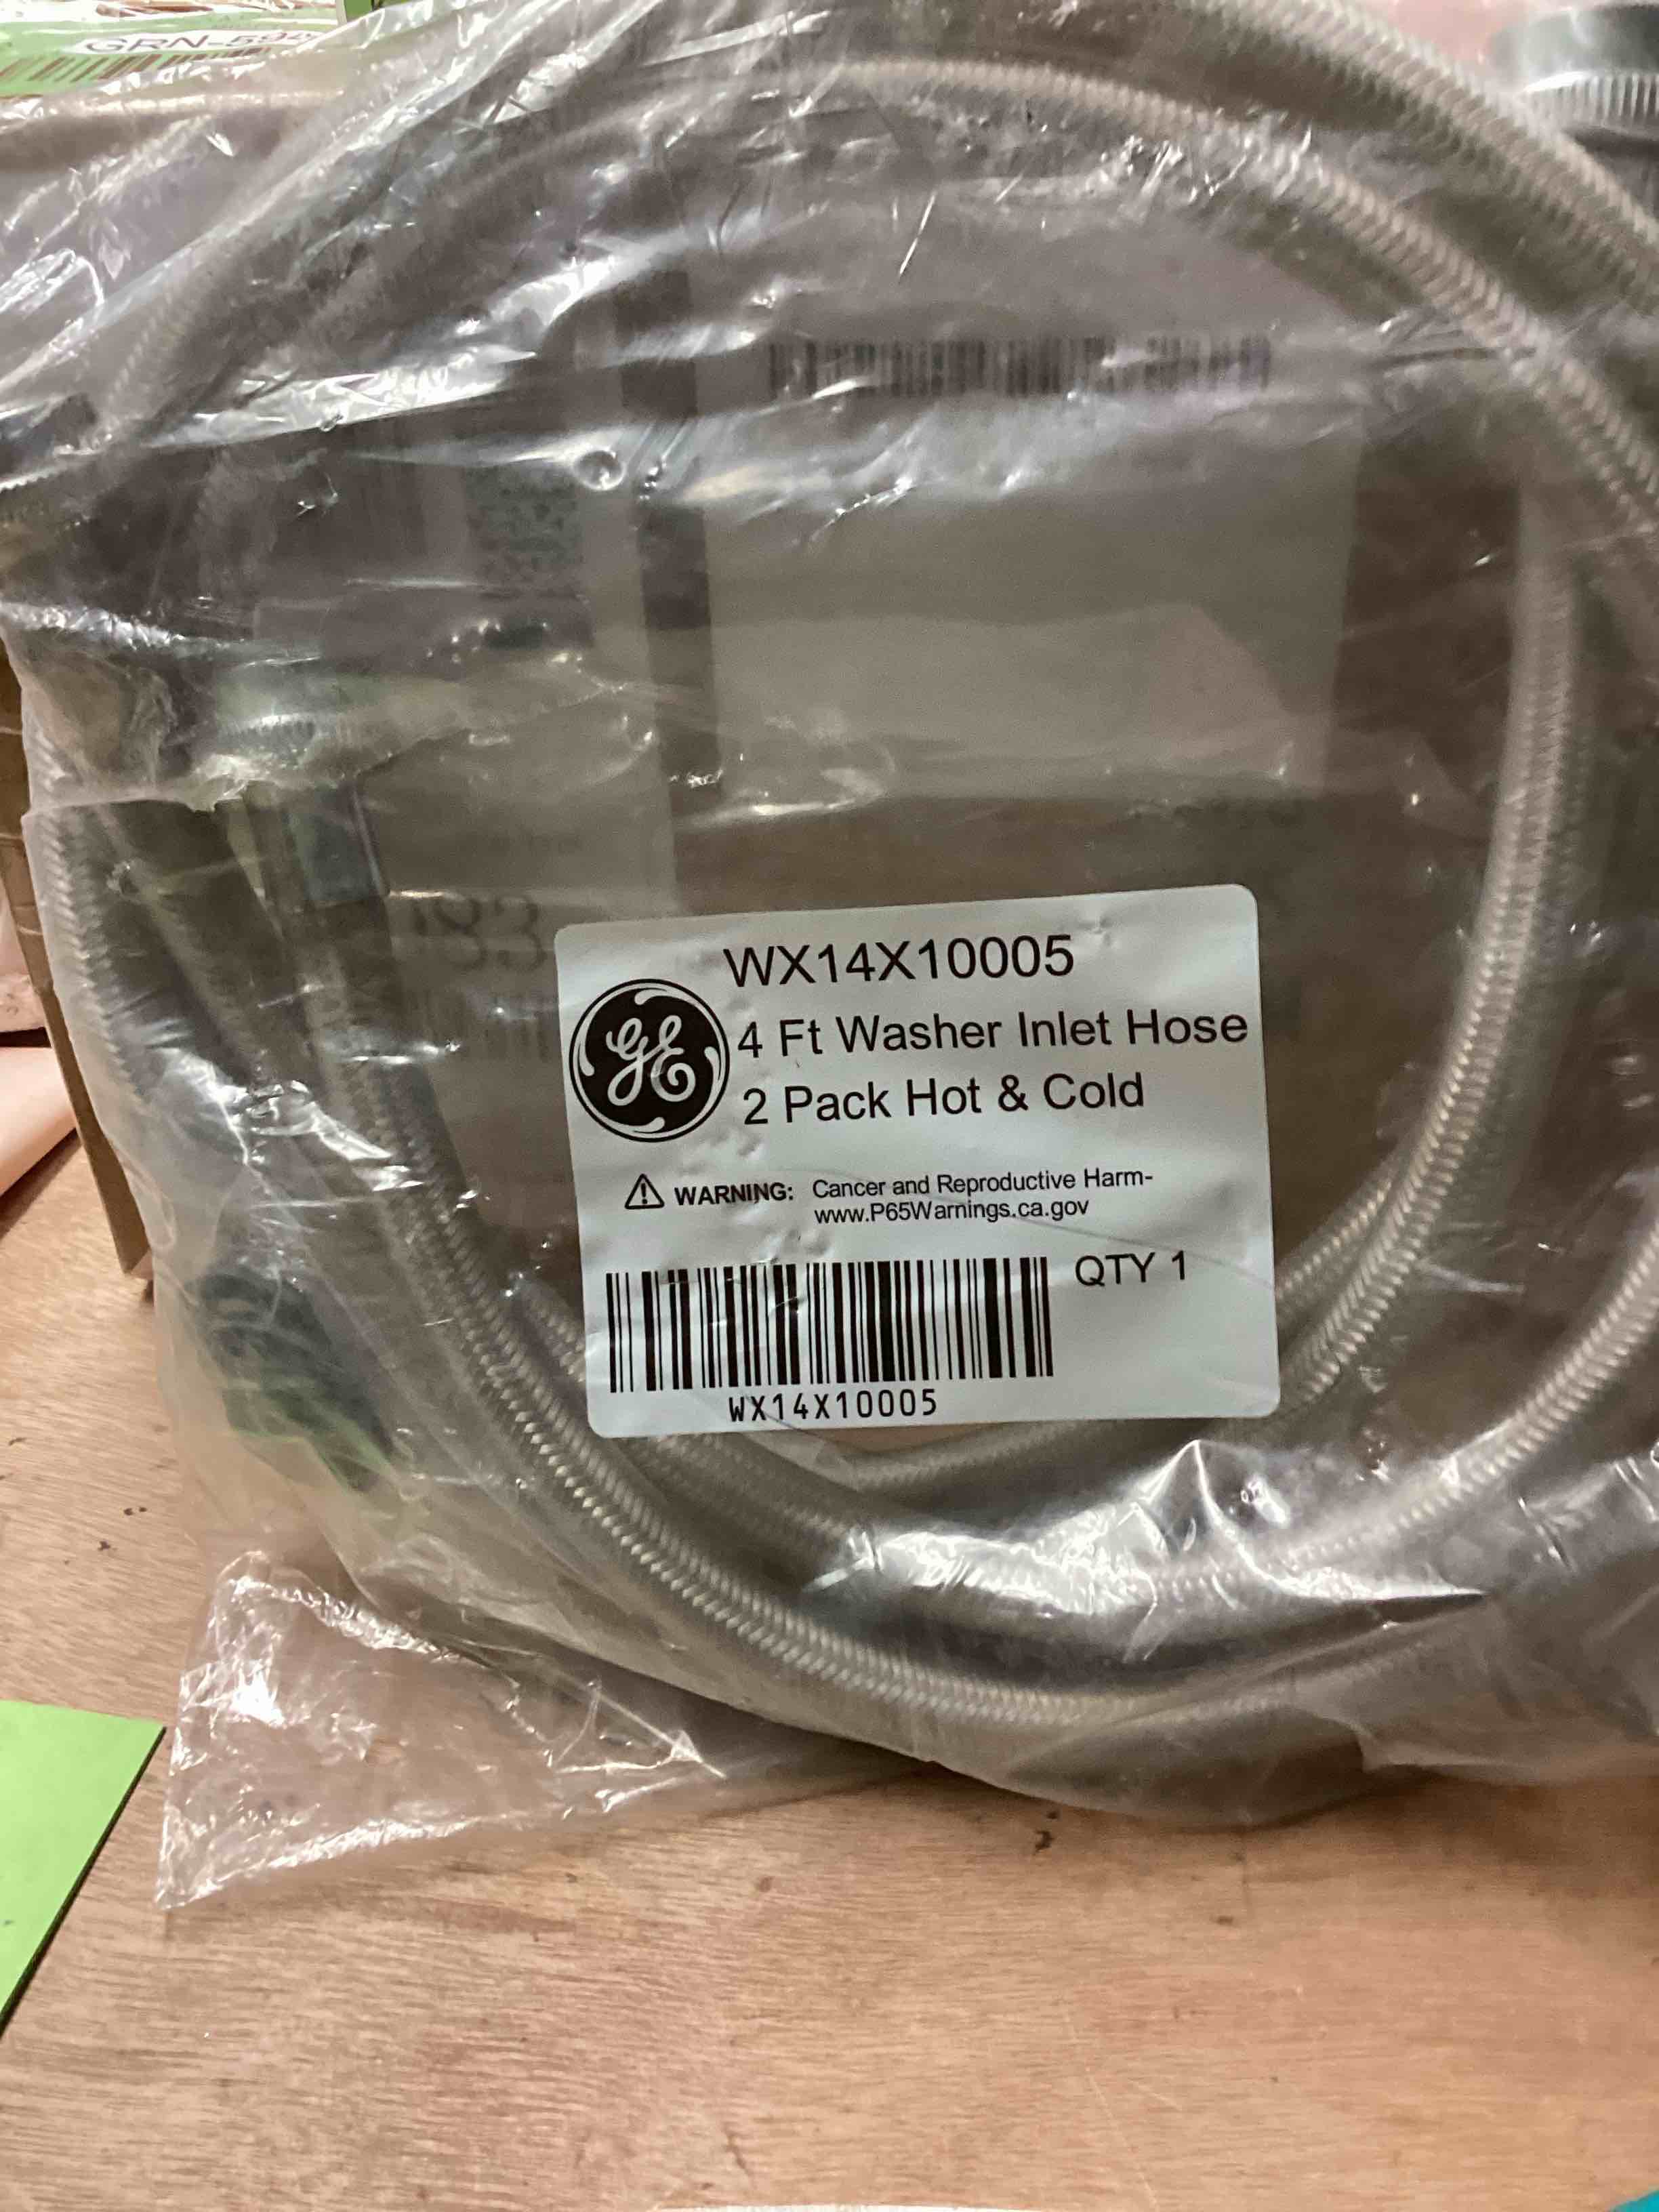 WX14X10005
GE
4 Ft Washer Inlet Hose
2 Pack Hot & Cold
WARNING: Cancer and Reproductive Harm-
www.P65Warnings.ca.gov
QTY 1
WX14X10005